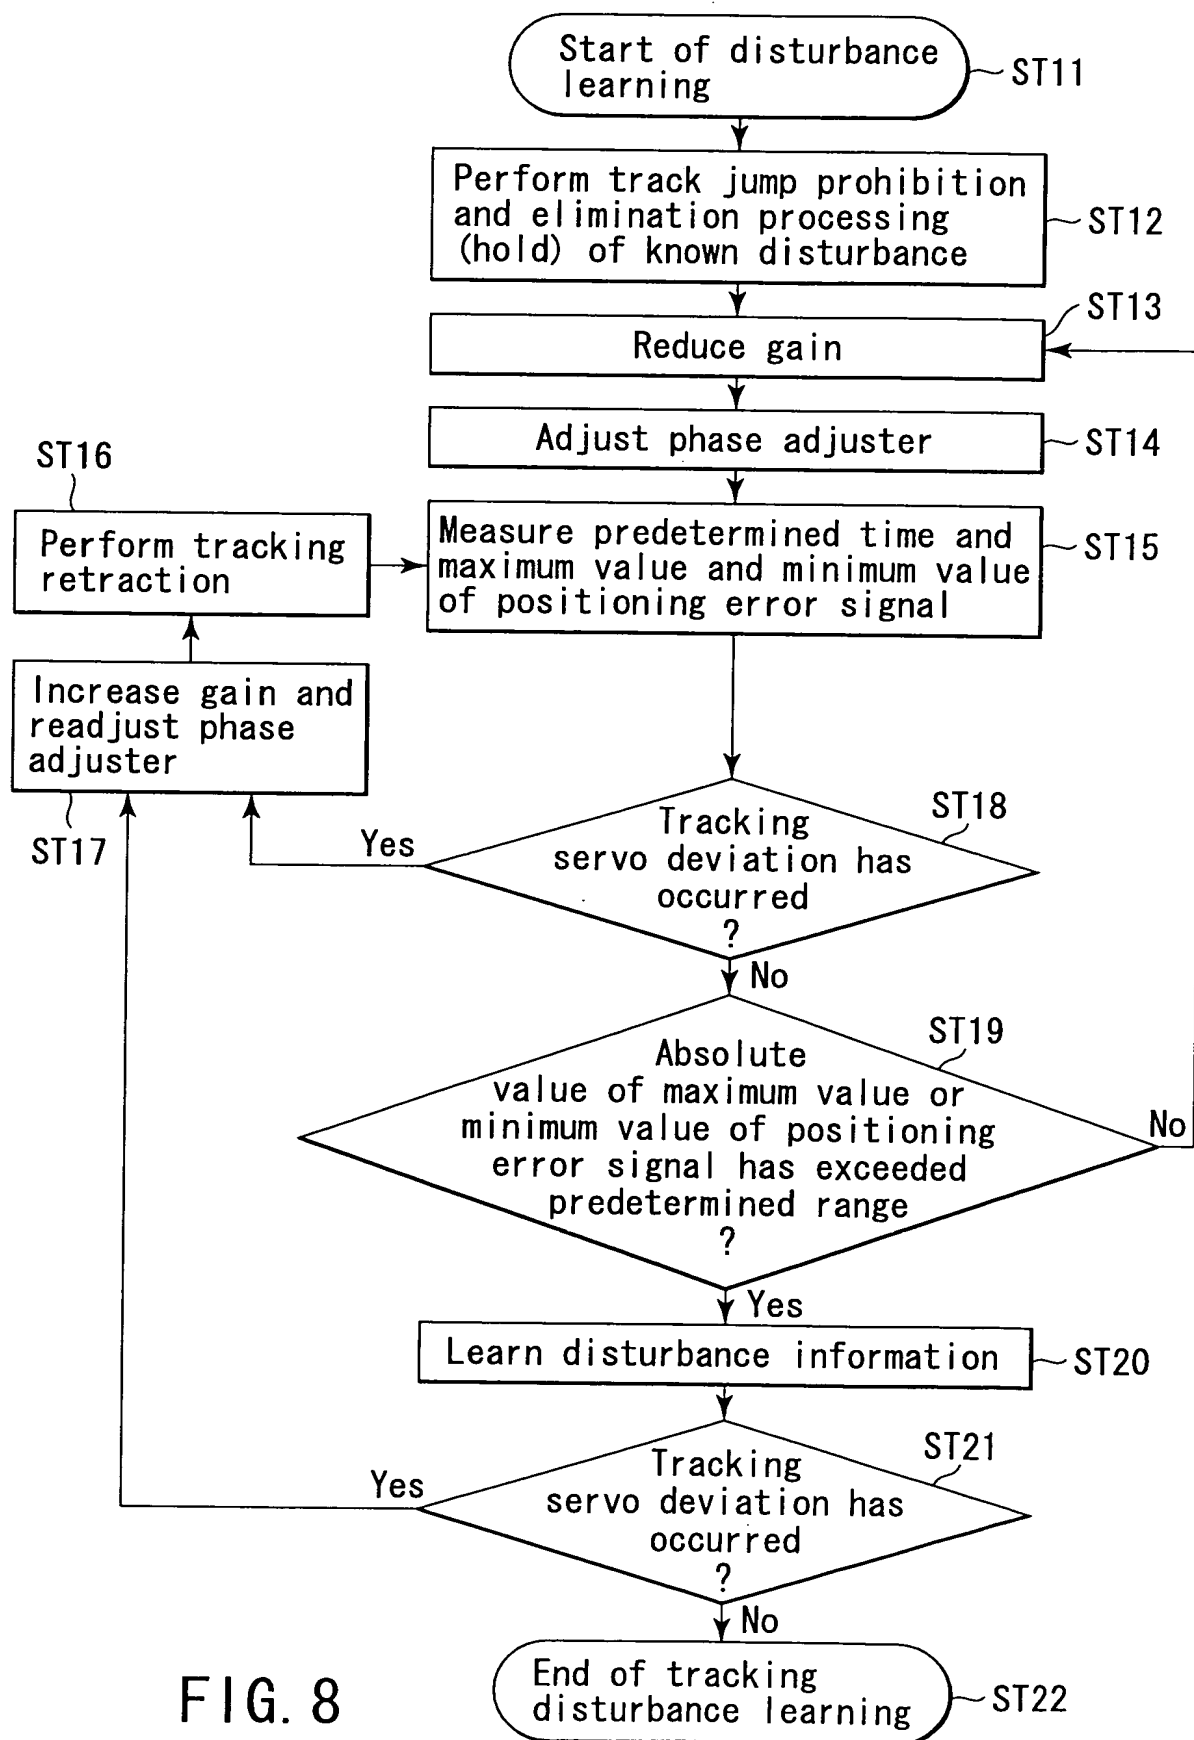 Start of disturbance
learning
ST11
Perform track jump prohibition
and elimination processing
(hold) of known disturbance
ST12
ST13
Reduce gain
Adjust phase adjuster
ST14
ST16
Perform tracking
retraction
Measure predetermined time and
maximum value and minimum value
of positioning error signal
ST15
Increase gain and
readjust phase
adjuster
ST17
Yes
Tracking
servo deviation has
occurred
?
ST18
No
ST19
Absolute
value of maximum value or
minimum value of positioning
error signal has exceeded
predetermined range
?
No
Yes
Learn disturbance information
ST20
ST21
Yes
Tracking
servo deviation has
occurred
?
No
End of tracking
disturbance learning
ST22
FIG. 8